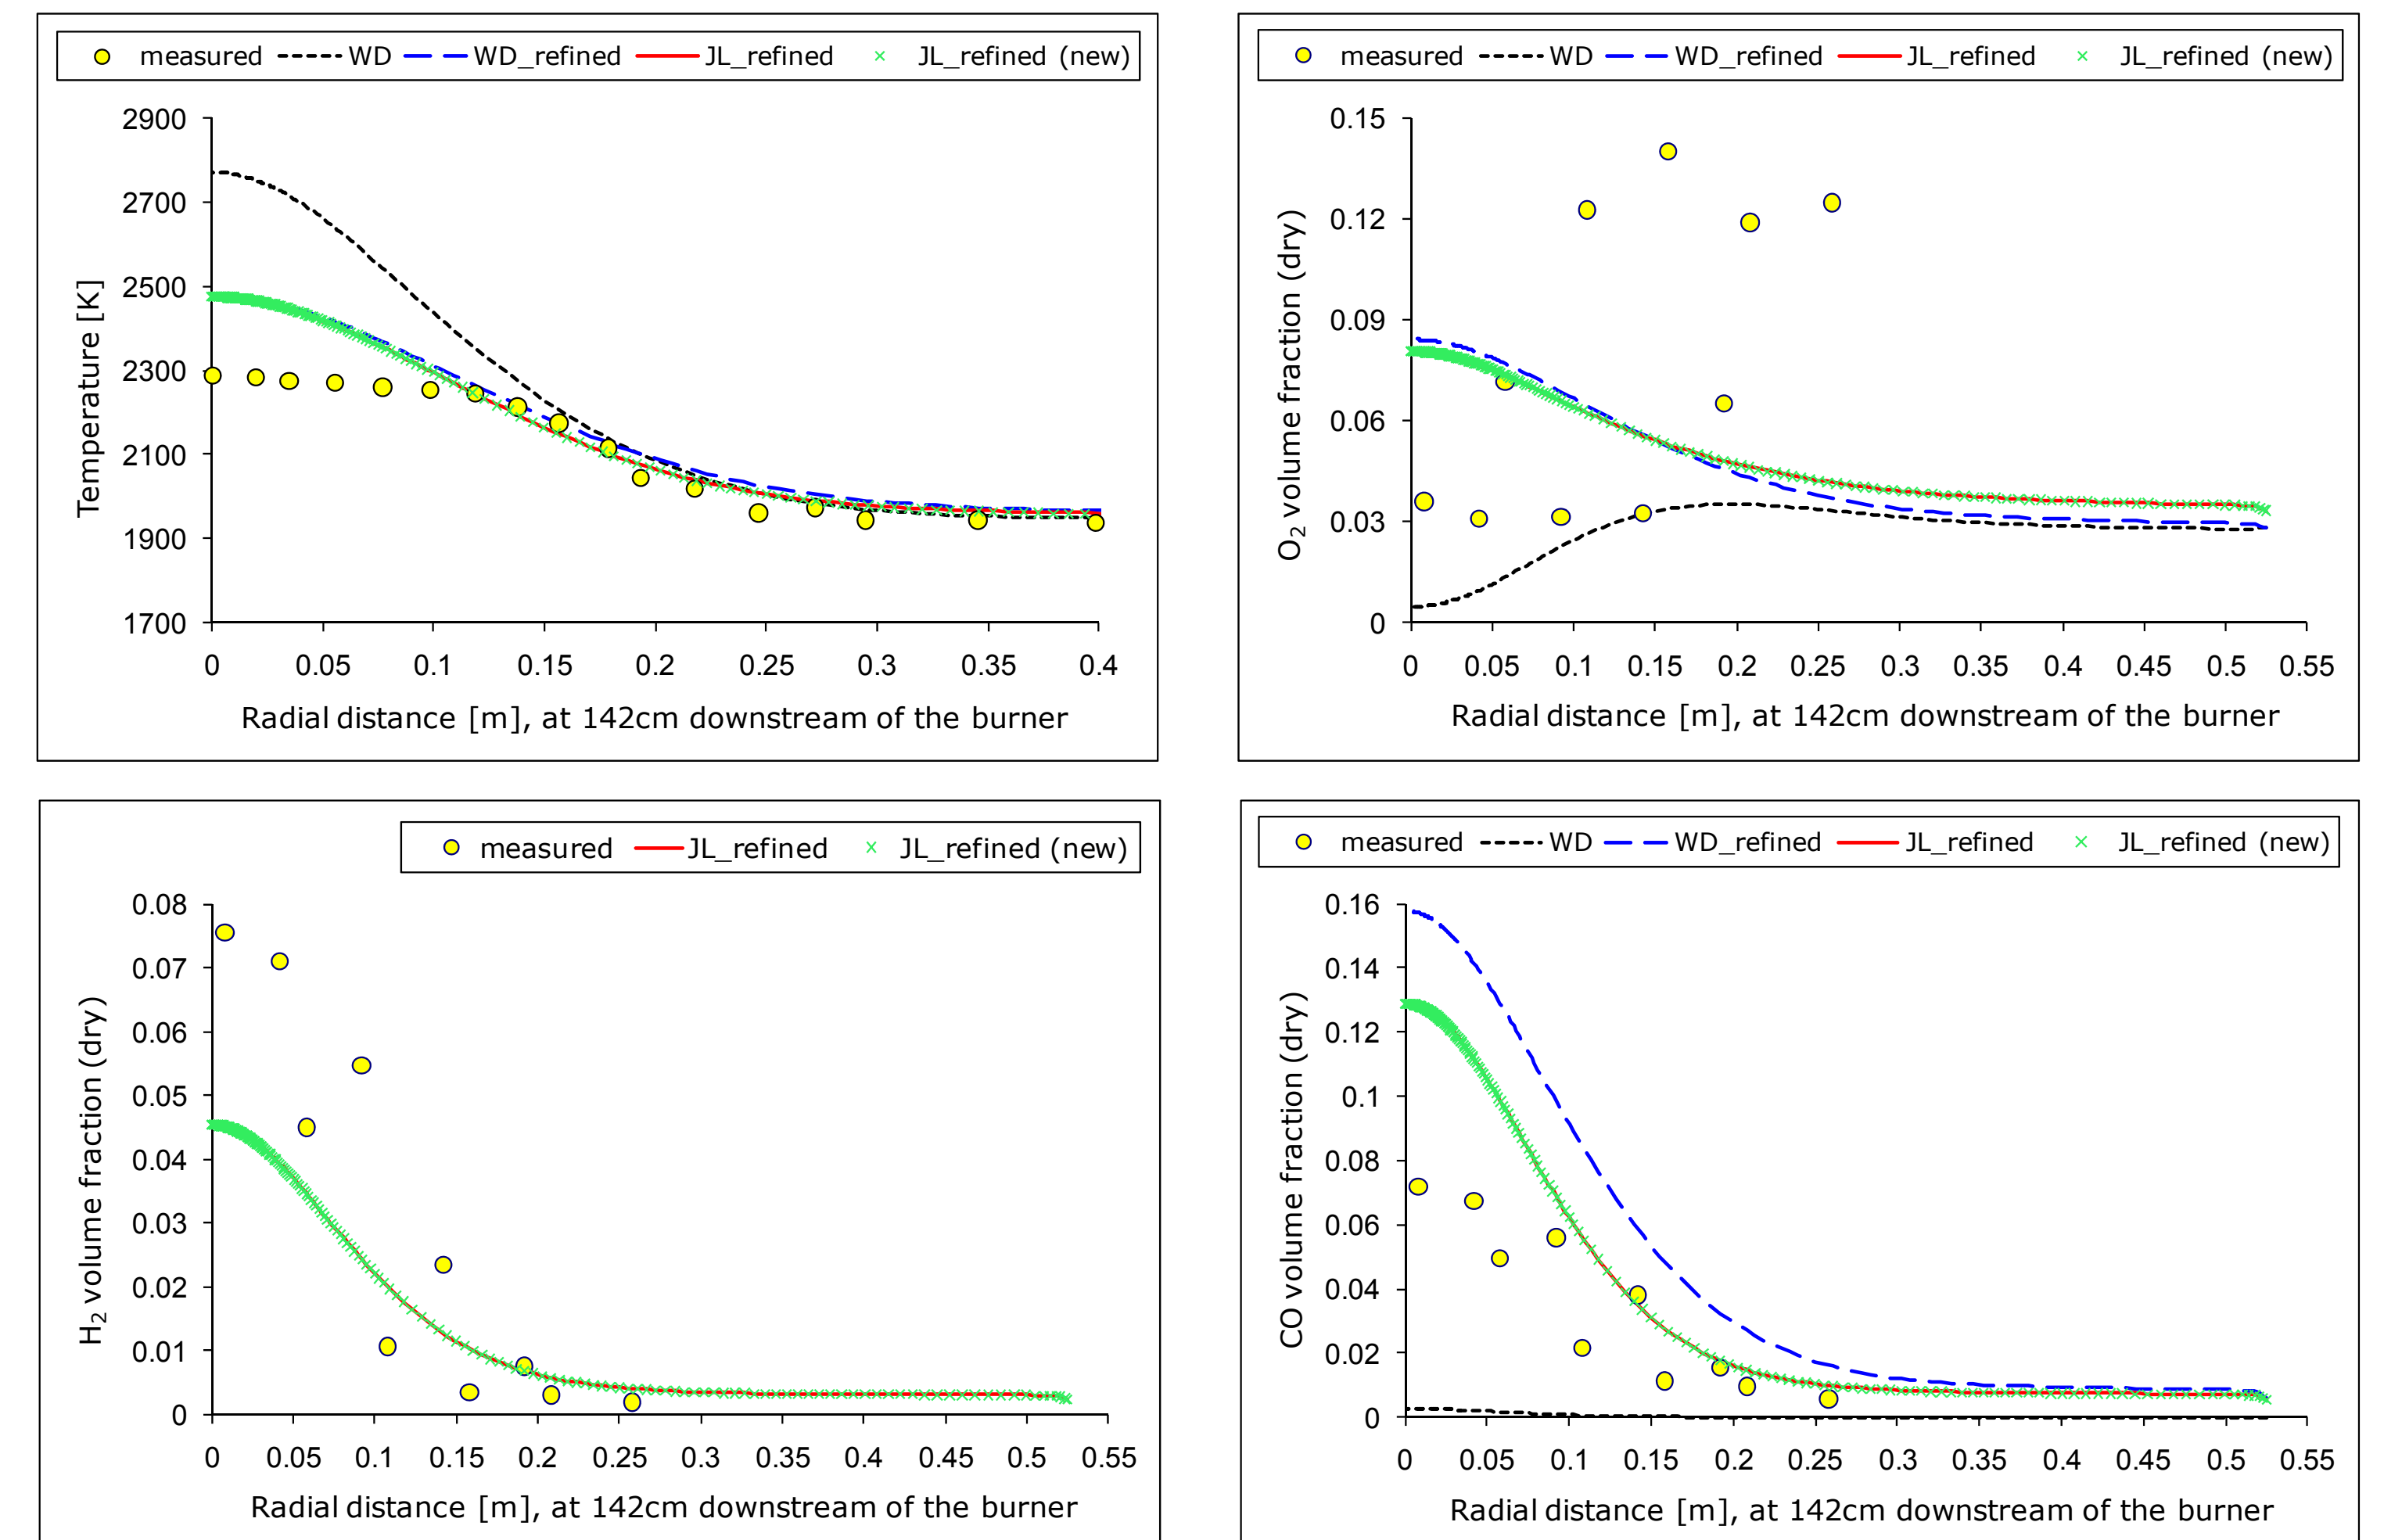 measured WD WD_refined JL_refined JL_refined (new)
2900
2700
2500
2300
2100
1900
1700
Temperature [K]
0 0.05 0.1 0.15 0.2 0.25 0.3 0.35 0.4
Radial distance [m], at 142cm downstream of the burner
measured WD WD_refined JL_refined JL_refined (new)
0.15
0.12
0.09
0.06
0.03
0
O₂ volume fraction (dry)
0 0.05 0.1 0.15 0.2 0.25 0.3 0.35 0.4 0.45 0.5 0.55
Radial distance [m], at 142cm downstream of the burner
measured JL_refined JL_refined (new)
0.08
0.07
0.06
0.05
0.04
0.03
0.02
0.01
0
H₂ volume fraction (dry)
0 0.05 0.1 0.15 0.2 0.25 0.3 0.35 0.4 0.45 0.5 0.55
Radial distance [m], at 142cm downstream of the burner
measured WD WD_refined JL_refined JL_refined (new)
0.16
0.14
0.12
0.1
0.08
0.06
0.04
0.02
0
CO volume fraction (dry)
0 0.05 0.1 0.15 0.2 0.25 0.3 0.35 0.4 0.45 0.5 0.55
Radial distance [m], at 142cm downstream of the burner